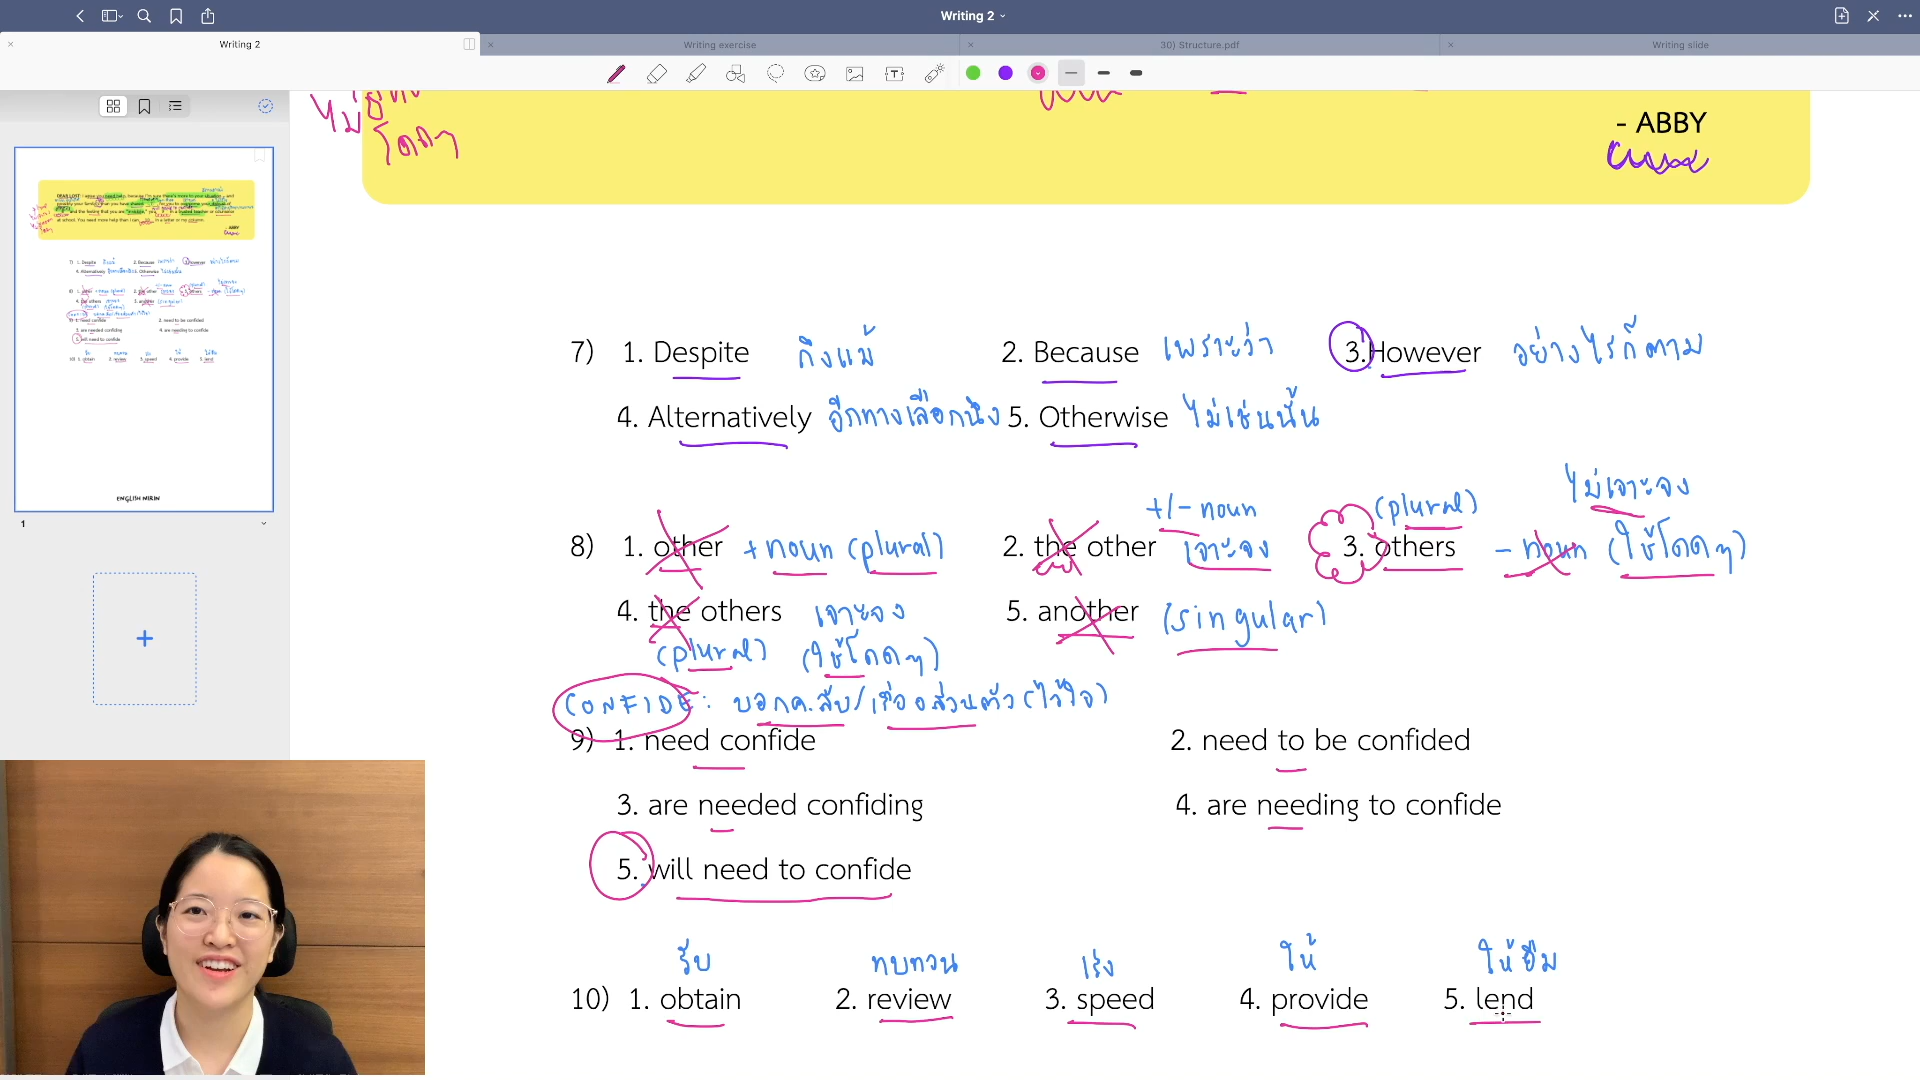 Writing 2
Writing 2
Writing exercise
30) Structure.pdf
Writing slide
โดดๆ
- ABBY
7) 1. Despite ถึงแม้ 2. Because เพราะว่า 3. However อย่างไรก็ตาม
4. Alternatively อีกทางเลือกนึง 5. Otherwise ไม่เช่นนั้น
+/- noun (plural) ไม่เจาะจง
8) 1. other + noun (plural) 2. the other เจาะจง 3. others - noun (ใช้โดดๆ)
4. the others เจาะจง 5. another (singular)
(plural) (ใช้โดดๆ)
CONFIDE: บอกค.ลับ/เรื่องส่วนตัว(ไว้ใจ)
9) 1. need confide 2. need to be confided
3. are needed confiding 4. are needing to confide
5. will need to confide
รับ ทบทวน เร่ง ให้ ให้ยืม
10) 1. obtain 2. review 3. speed 4. provide 5. lend
ENGLISH NIRIN
1